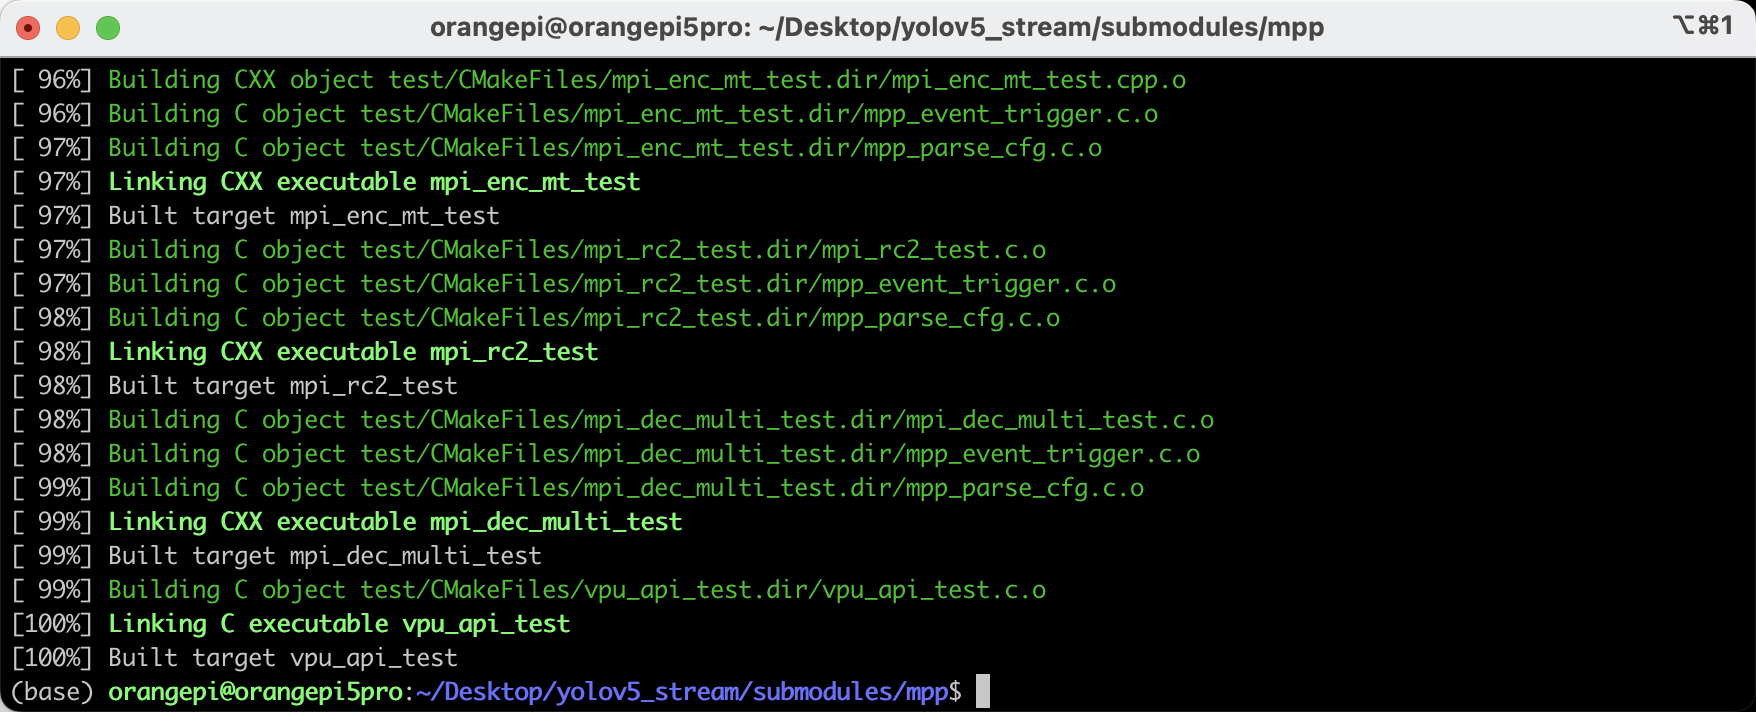 orangepi@orangepi5pro: ~/Desktop/yolov5_stream/submodules/mpp ⌥⌘1
[ 96%] Building CXX object test/CMakeFiles/mpi_enc_mt_test.dir/mpi_enc_mt_test.cpp.o
[ 96%] Building C object test/CMakeFiles/mpi_enc_mt_test.dir/mpp_event_trigger.c.o
[ 97%] Building C object test/CMakeFiles/mpi_enc_mt_test.dir/mpp_parse_cfg.c.o
[ 97%] Linking CXX executable mpi_enc_mt_test
[ 97%] Built target mpi_enc_mt_test
[ 97%] Building C object test/CMakeFiles/mpi_rc2_test.dir/mpi_rc2_test.c.o
[ 97%] Building C object test/CMakeFiles/mpi_rc2_test.dir/mpp_event_trigger.c.o
[ 98%] Building C object test/CMakeFiles/mpi_rc2_test.dir/mpp_parse_cfg.c.o
[ 98%] Linking CXX executable mpi_rc2_test
[ 98%] Built target mpi_rc2_test
[ 98%] Building C object test/CMakeFiles/mpi_dec_multi_test.dir/mpi_dec_multi_test.c.o
[ 98%] Building C object test/CMakeFiles/mpi_dec_multi_test.dir/mpp_event_trigger.c.o
[ 99%] Building C object test/CMakeFiles/mpi_dec_multi_test.dir/mpp_parse_cfg.c.o
[ 99%] Linking CXX executable mpi_dec_multi_test
[ 99%] Built target mpi_dec_multi_test
[ 99%] Building C object test/CMakeFiles/vpu_api_test.dir/vpu_api_test.c.o
[100%] Linking C executable vpu_api_test
[100%] Built target vpu_api_test
(base) orangepi@orangepi5pro:~/Desktop/yolov5_stream/submodules/mpp$